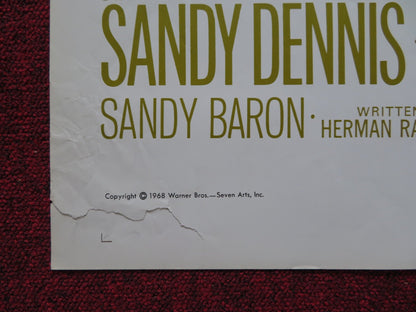 SANDY DENNIS
SANDY BARON · WRITTEN
HERMAN RA
Copyright © 1968 Warner Bros.—Seven Arts, Inc.